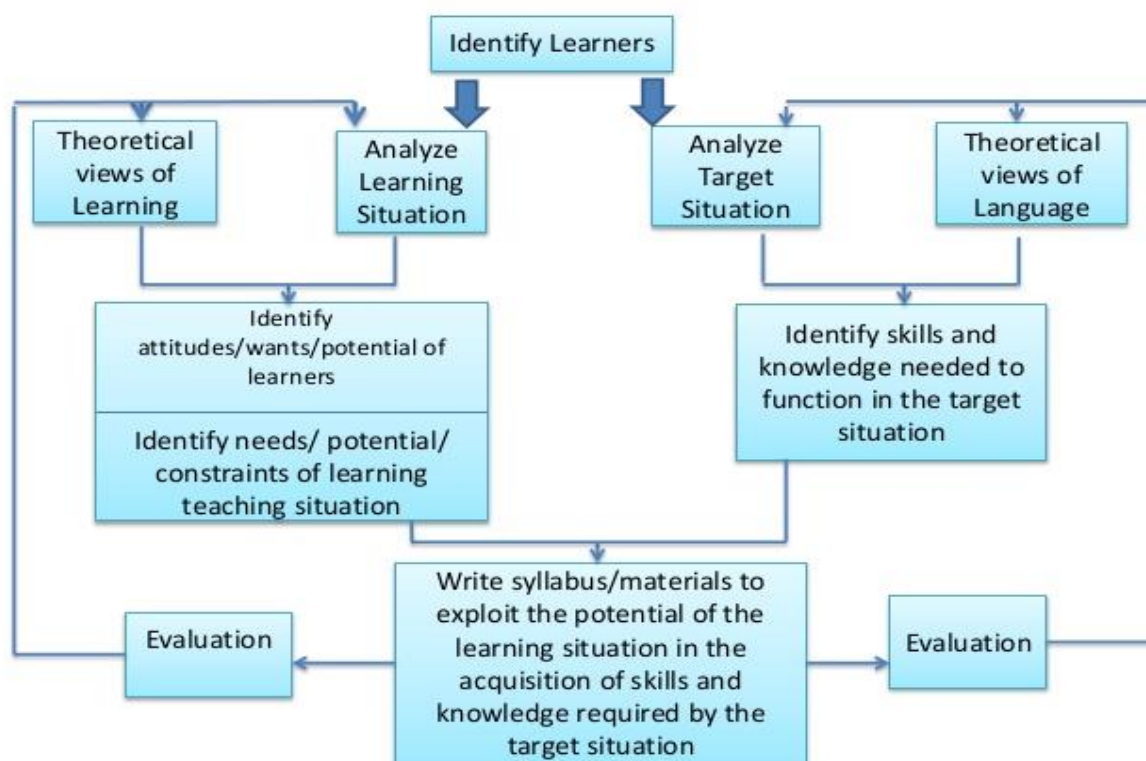 Identify Learners
Theoretical
views of
Learning
Analyze
Learning
Situation
Analyze
Target
Situation
Theoretical
views of
Language
Identify
attitudes/wants/potential of
learners
Identify needs/ potential/
constraints of learning
teaching situation
Identify skills and
knowledge needed to
function in the target
situation
Evaluation
Write syllabus/materials to
exploit the potential of the
learning situation in the
acquisition of skills and
knowledge required by the
target situation
Evaluation